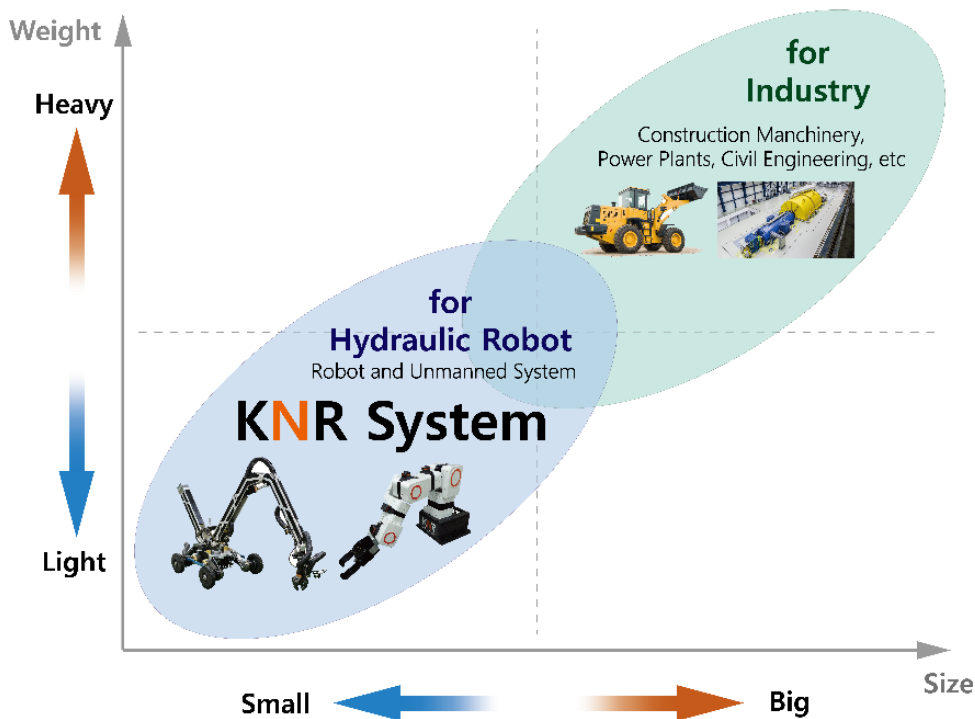 Weight
Heavy
for
Industry
Construction Manchinery,
Power Plants, Civil Engineering, etc
for
Hydraulic Robot
Robot and Unmanned System
KNR System
Light
Small
Big
Size